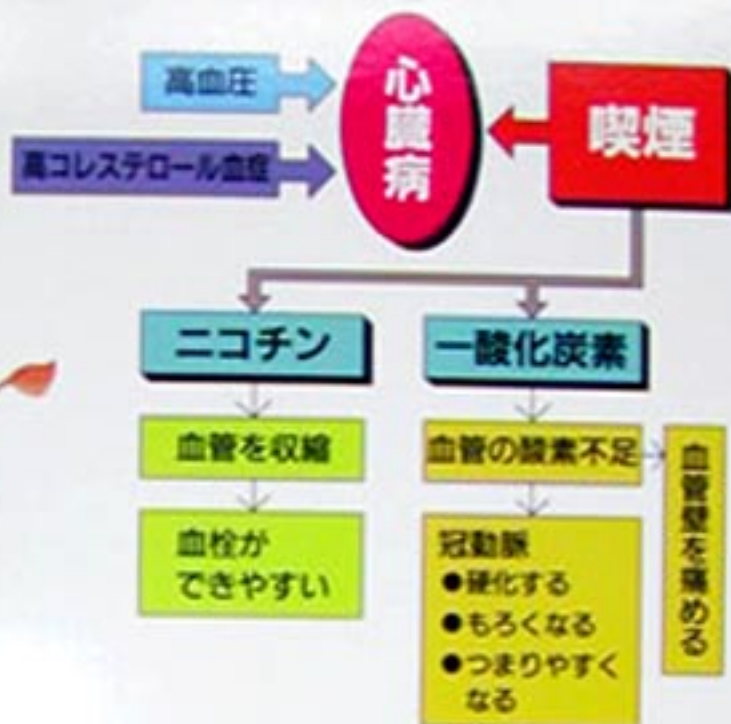 高血圧
心臓病
喫煙
高コレステロール血症
ニコチン
一酸化炭素
血管を収縮
血管の酸素不足
血管壁を痛める
血栓が
できやすい
冠動脈
●硬化する
●もろくなる
●つまりやすく
なる